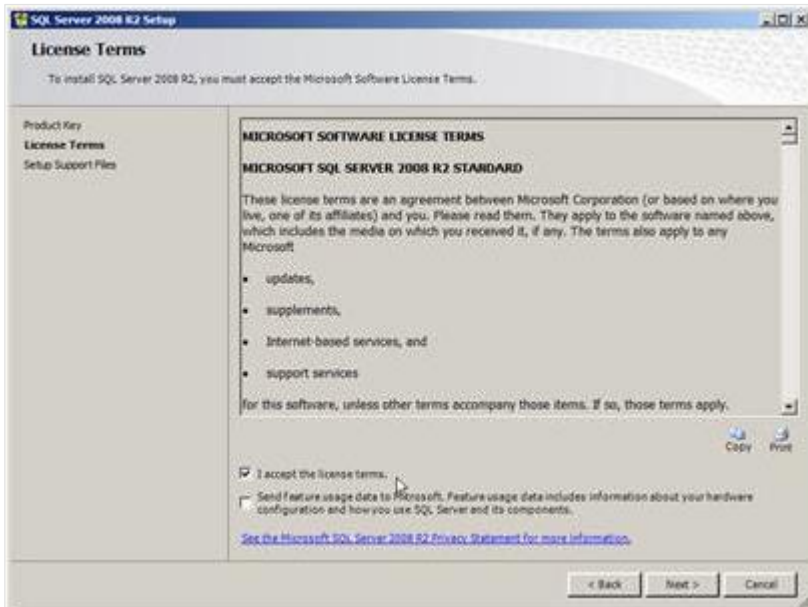 SQL Server 2008 R2 Setup
License Terms
To install SQL Server 2008 R2, you must accept the Microsoft Software License Terms.
Product Key
License Terms
Setup Support Files
MICROSOFT SOFTWARE LICENSE TERMS
MICROSOFT SQL SERVER 2008 R2 STANDARD
These license terms are an agreement between Microsoft Corporation (or based on where you
live, one of its affiliates) and you. Please read them. They apply to the software named above,
which includes the media on which you received it, if any. The terms also apply to any
Microsoft
• updates,
• supplements,
• Internet-based services, and
• support services
for this software, unless other terms accompany those items. If so, those terms apply.
Copy Print
I accept the license terms.
Send feature usage data to Microsoft. Feature usage data includes information about your hardware
configuration and how you use SQL Server and its components.
See the Microsoft SQL Server 2008 R2 Privacy Statement for more information.
< Back Next > Cancel